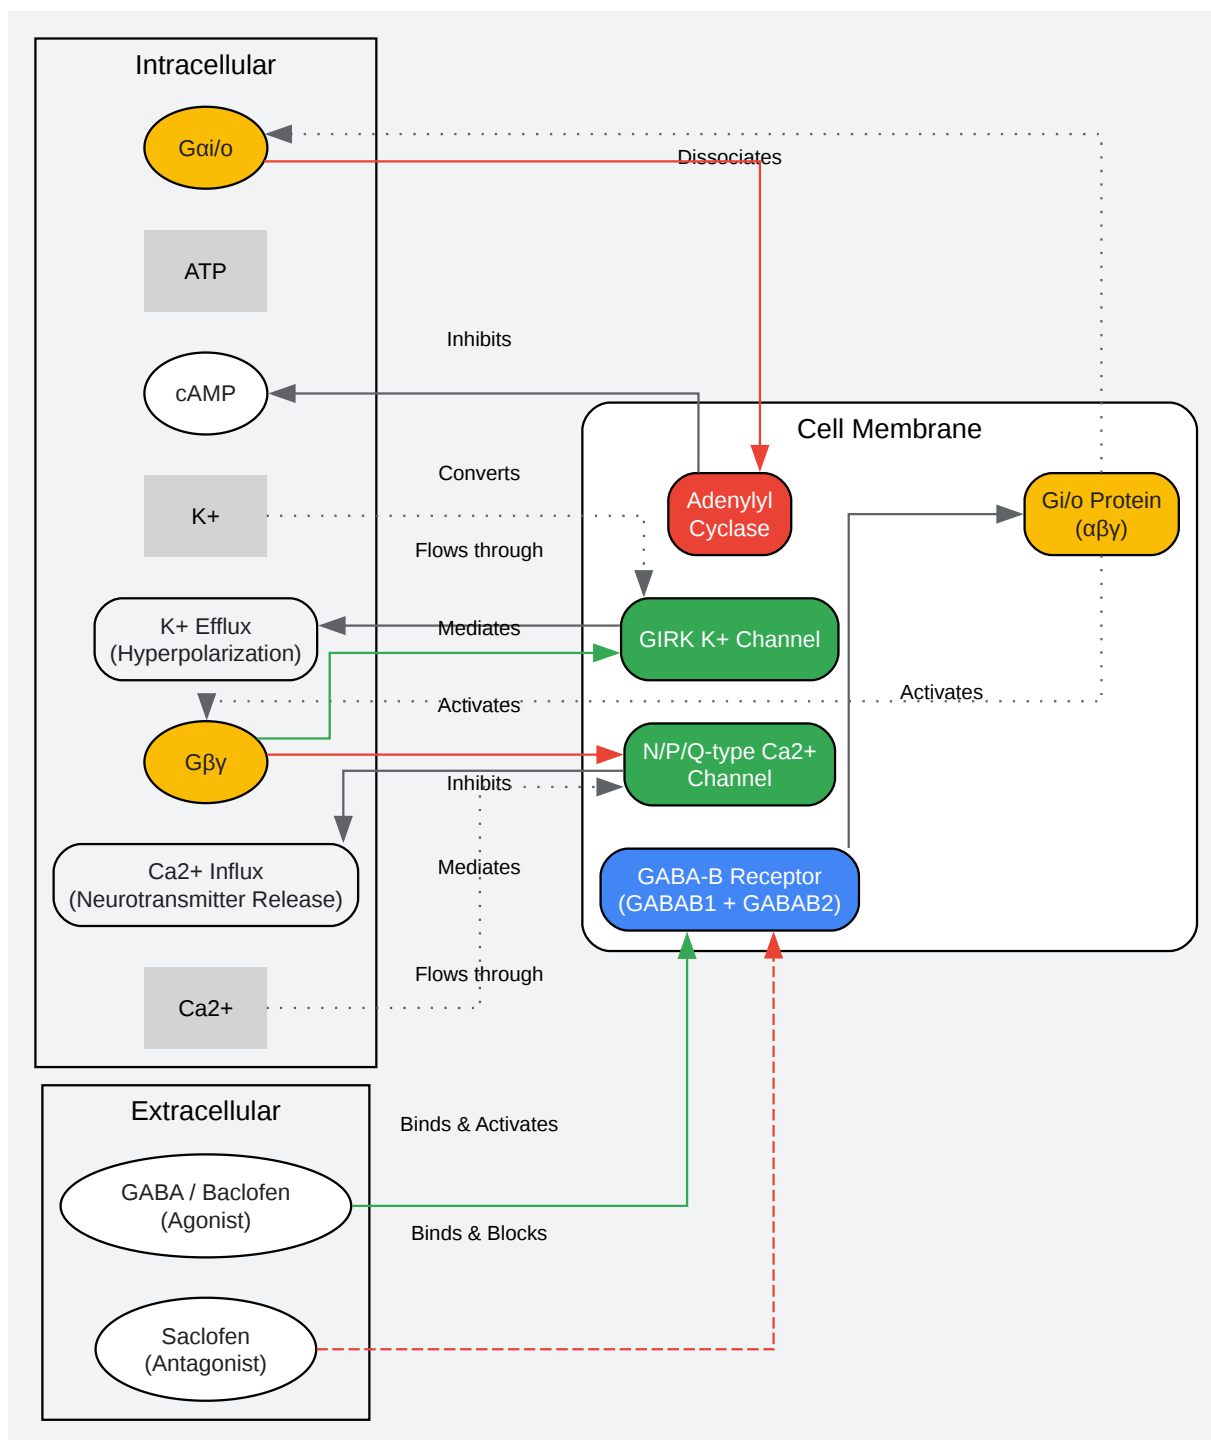 Intracellular
Gαi/o
Dissociates
ATP
Inhibits
cAMP
Cell Membrane
Converts
K+
Adenylyl
Cyclase
Gi/o Protein
(αβγ)
Flows through
K+ Efflux
(Hyperpolarization)
Mediates
GIRK K+ Channel
Activates
Activates
Gβγ
N/P/Q-type Ca2+
Channel
Inhibits
Ca2+ Influx
(Neurotransmitter Release)
Mediates
GABA-B Receptor
(GABAB1 + GABAB2)
Flows through
Ca2+
Extracellular
Binds & Activates
GABA / Baclofen
(Agonist)
Binds & Blocks
Saclofen
(Antagonist)